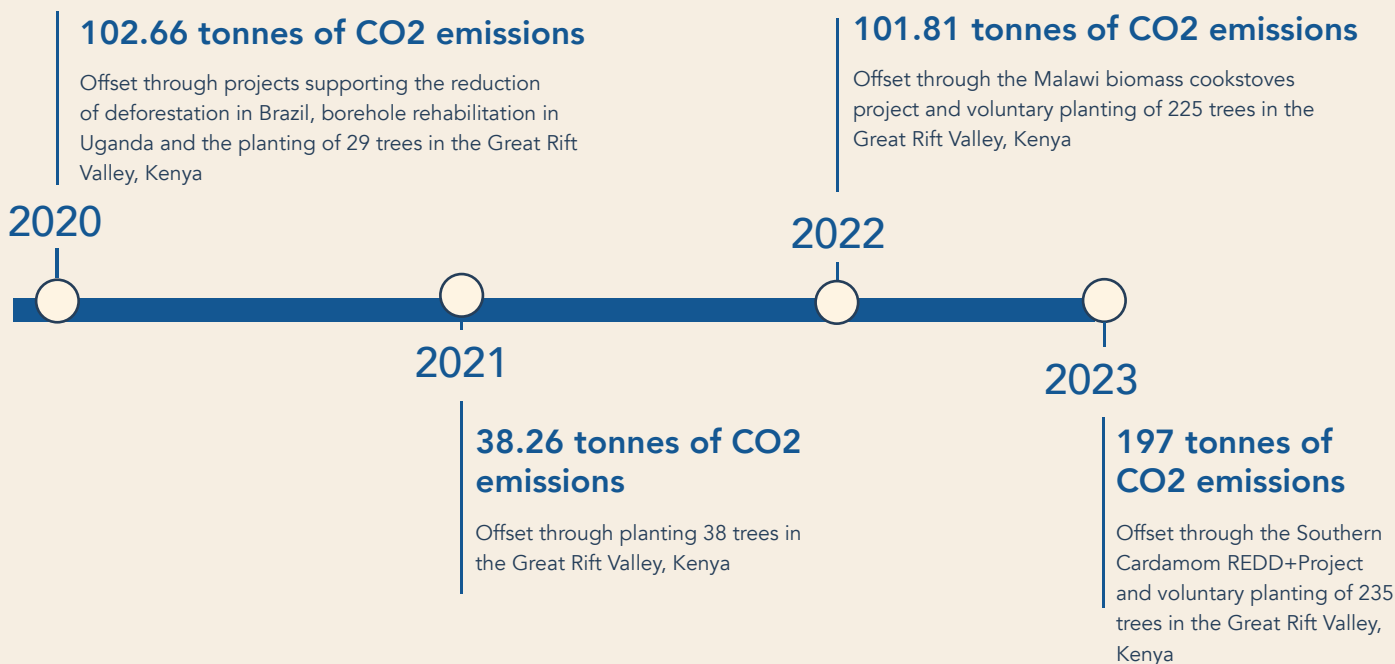 102.66 tonnes of CO2 emissions
Offset through projects supporting the reduction
of deforestation in Brazil, borehole rehabilitation in
Uganda and the planting of 29 trees in the Great Rift
Valley, Kenya
2020
2021
38.26 tonnes of CO2
emissions
Offset through planting 38 trees in
the Great Rift Valley, Kenya
101.81 tonnes of CO2 emissions
Offset through the Malawi biomass cookstoves
project and voluntary planting of 225 trees in the
Great Rift Valley, Kenya
2022
2023
197 tonnes of
CO2 emissions
Offset through the Southern
Cardamom REDD+Project
and voluntary planting of 235
trees in the Great Rift Valley,
Kenya